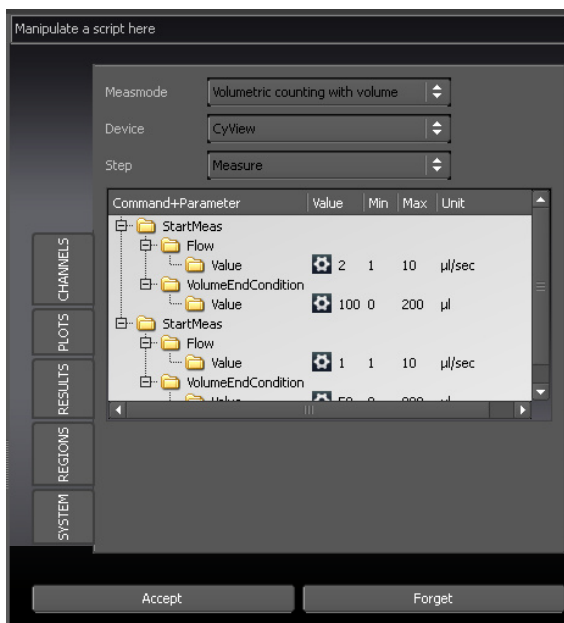 Manipulate a script here
Measmode Volumetric counting with volume
Device CyView
Step Measure
Command+Parameter Value Min Max Unit
StartMeas
Flow
Value 2 1 10 µl/sec
VolumeEndCondition
Value 100 0 200 µl
StartMeas
Flow
Value 1 1 10 µl/sec
VolumeEndCondition
CHANNELS
PLOTS
RESULTS
REGIONS
SYSTEM
Accept Forget